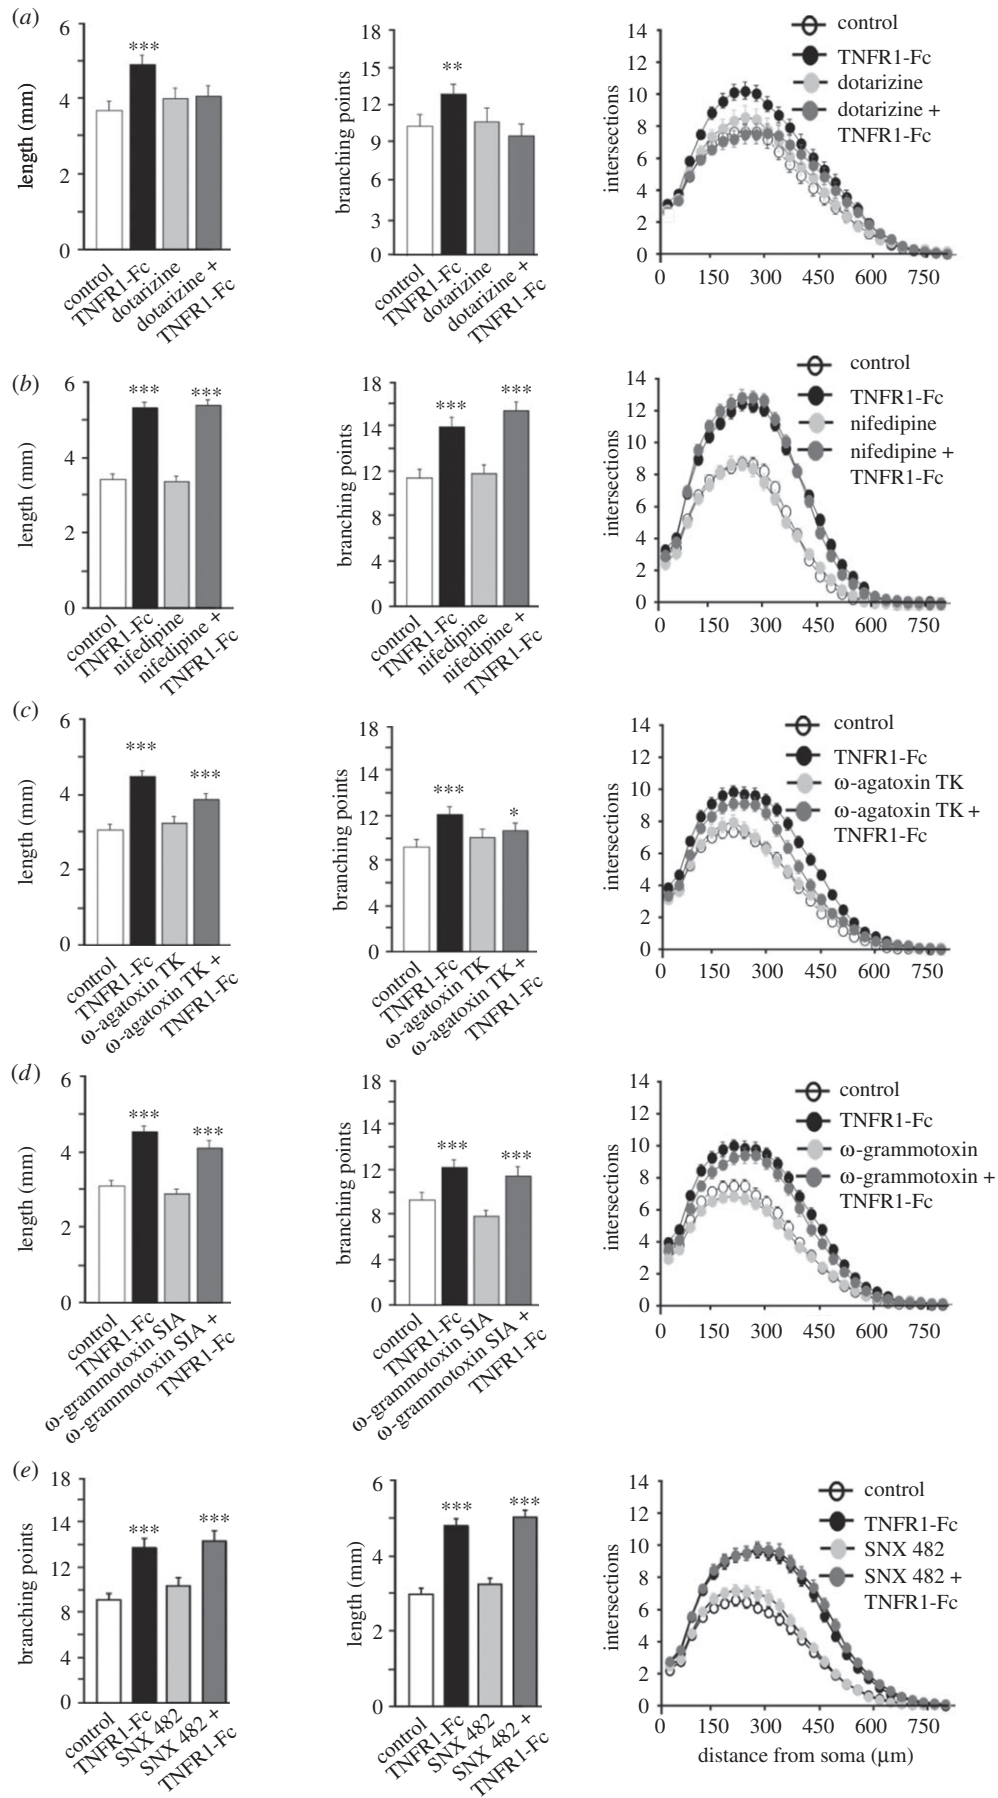 (a)
6
4
2
0
length (mm)
***
control
TNFR1-Fc
dotarizine
dotarizine +
TNFR1-Fc
18
15
12
9
6
3
0
branching points
**
control
TNFR1-Fc
dotarizine
dotarizine +
TNFR1-Fc
14
12
10
8
6
4
2
0
intersections
control
TNFR1-Fc
dotarizine
dotarizine +
TNFR1-Fc
0 150 300 450 600 750
(b)
6
4
2
0
length (mm)
*** ***
control
TNFR1-Fc
nifedipine
nifedipine +
TNFR1-Fc
18
14
12
8
4
0
branching points
*** ***
control
TNFR1-Fc
nifedipine
nifedipine +
TNFR1-Fc
14
12
10
8
6
4
2
0
intersections
control
TNFR1-Fc
nifedipine
nifedipine +
TNFR1-Fc
0 150 300 450 600 750
(c)
6
4
2
0
length (mm)
*** ***
control
TNFR1-Fc
ω-agatoxin TK
ω-agatoxin TK +
TNFR1-Fc
18
14
12
8
4
0
branching points
*** *
control
TNFR1-Fc
ω-agatoxin TK
ω-agatoxin TK +
TNFR1-Fc
14
12
10
8
6
4
2
0
intersections
control
TNFR1-Fc
ω-agatoxin TK
ω-agatoxin TK +
TNFR1-Fc
0 150 300 450 600 750
(d)
6
4
2
0
length (mm)
*** ***
control
TNFR1-Fc
ω-grammotoxin SIA
ω-grammotoxin SIA +
TNFR1-Fc
18
14
12
8
4
0
branching points
*** ***
control
TNFR1-Fc
ω-grammotoxin SIA
ω-grammotoxin SIA +
TNFR1-Fc
14
12
10
8
6
4
2
0
intersections
control
TNFR1-Fc
ω-grammotoxin
ω-grammotoxin +
TNFR1-Fc
0 150 300 450 600 750
(e)
18
14
12
8
4
0
branching points
*** ***
control
TNFR1-Fc
SNX 482
SNX 482 +
TNFR1-Fc
6
4
2
0
length (mm)
*** ***
control
TNFR1-Fc
SNX 482
SNX 482 +
TNFR1-Fc
14
12
10
8
6
4
2
0
intersections
control
TNFR1-Fc
SNX 482
SNX 482 +
TNFR1-Fc
0 150 300 450 600 750
distance from soma (μm)